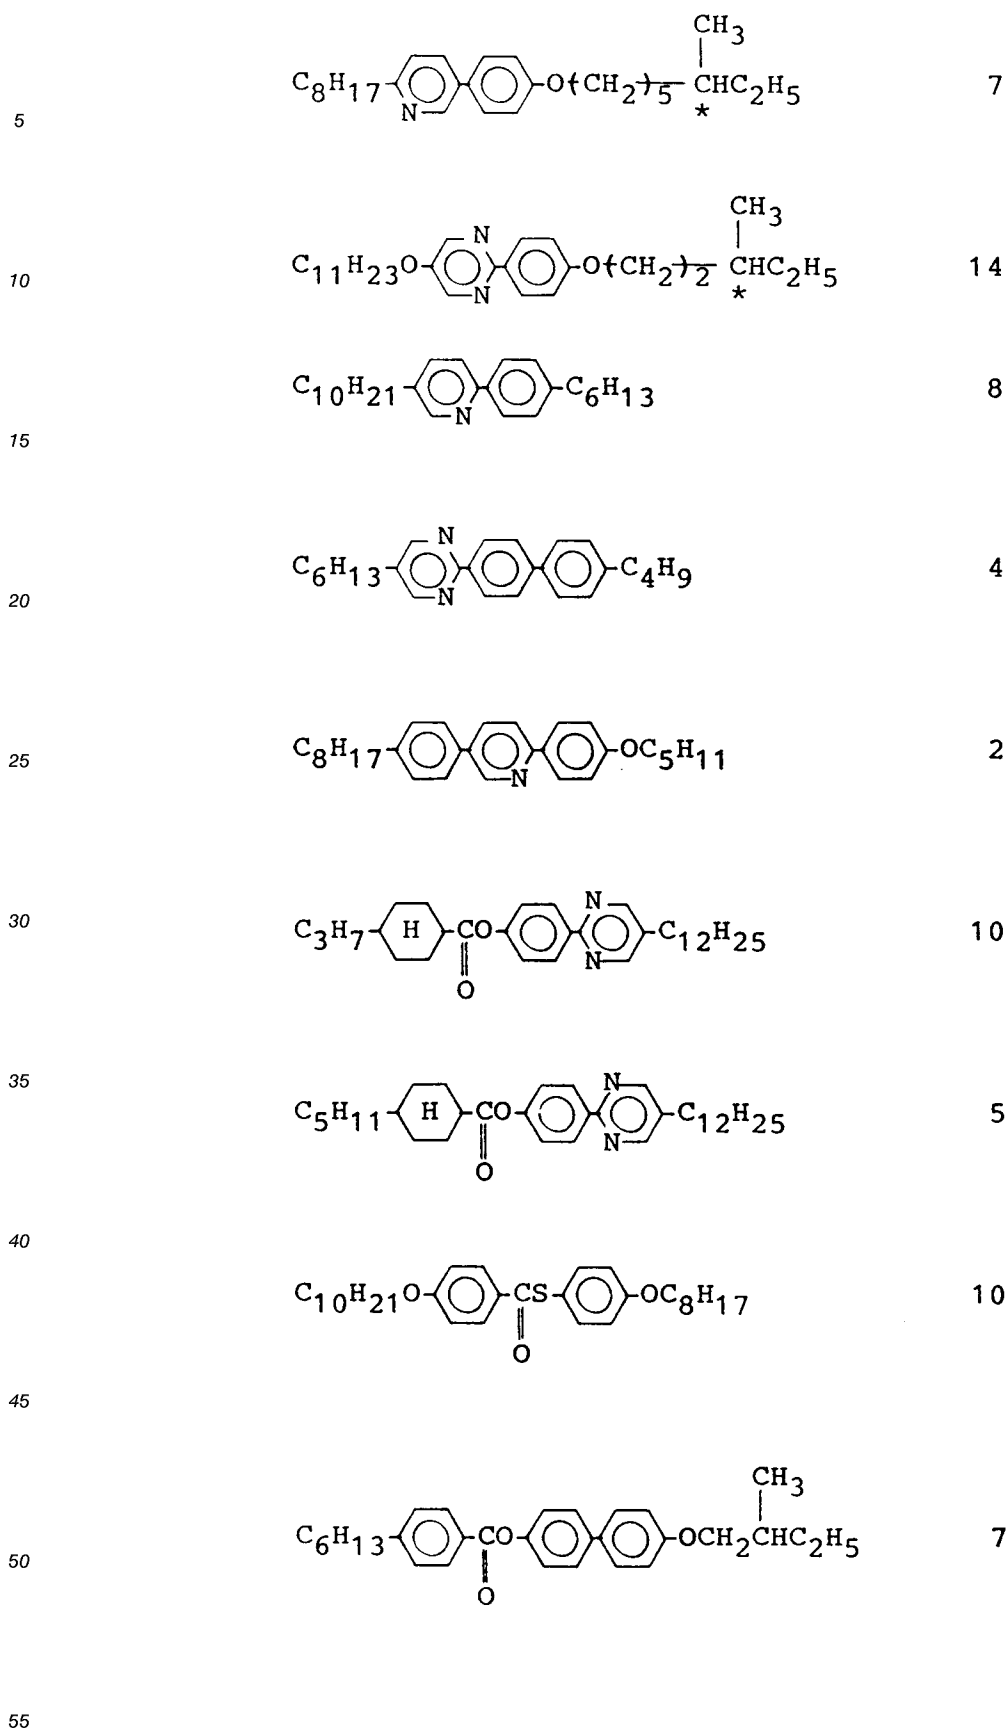 CH3
C8H17 N O(CH2)5 CHC2H5 7
*
5
CH3
C11H23O N N O(CH2)2 CHC2H5 14
*
10
C10H21 N C6H13 8
15
C6H13 N N C4H9 4
20
C8H17 N OC5H11 2
25
C3H7 H CO N N C12H25 10
30
O
35
C5H11 H CO N N C12H25 5
O
40
C10H21O CS OC8H17 10
O
45
CH3
C6H13 CO OCH2CHC2H5 7
50
O
55